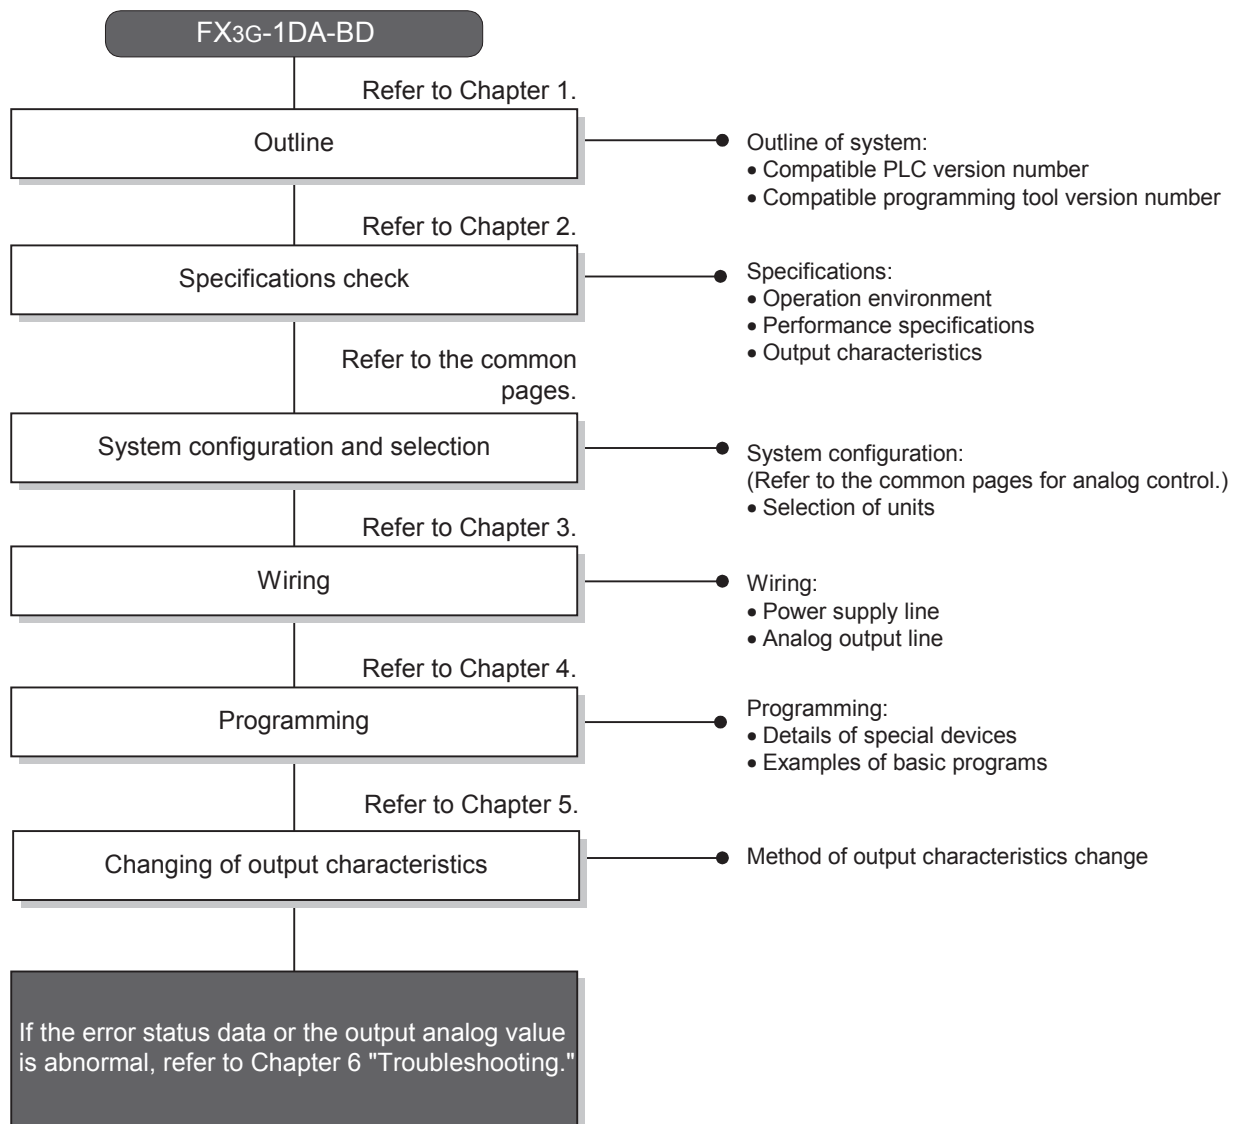 FX3G-1DA-BD
Refer to Chapter 1.
Outline
Outline of system:
• Compatible PLC version number
• Compatible programming tool version number
Refer to Chapter 2.
Specifications check
Specifications:
• Operation environment
• Performance specifications
• Output characteristics
Refer to the common
pages.
System configuration and selection
System configuration:
(Refer to the common pages for analog control.)
• Selection of units
Refer to Chapter 3.
Wiring
Wiring:
• Power supply line
• Analog output line
Refer to Chapter 4.
Programming
Programming:
• Details of special devices
• Examples of basic programs
Refer to Chapter 5.
Changing of output characteristics
Method of output characteristics change
If the error status data or the output analog value
is abnormal, refer to Chapter 6 "Troubleshooting."